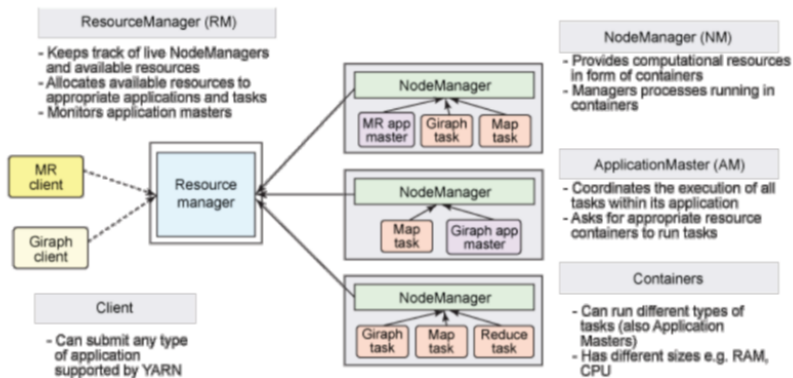 ResourceManager (RM)
- Keeps track of live NodeManagers
and available resources
- Allocates available resources to
appropriate applications and tasks
- Monitors application masters
MR
client
Giraph
client
Client
- Can submit any type
of application
supported by YARN
Resource
manager
NodeManager
MR app
master
Giraph
task
Map
task
NodeManager
Map
task
Giraph app
master
NodeManager
Giraph
task
Map
task
Reduce
task
NodeManager (NM)
- Provides computational resources
in form of containers
- Managers processes running in
containers
ApplicationMaster (AM)
- Coordinates the execution of all
tasks within its application
- Asks for appropriate resource
containers to run tasks
Containers
- Can run different types of
tasks (also Application
Masters)
- Has different sizes e.g. RAM,
CPU